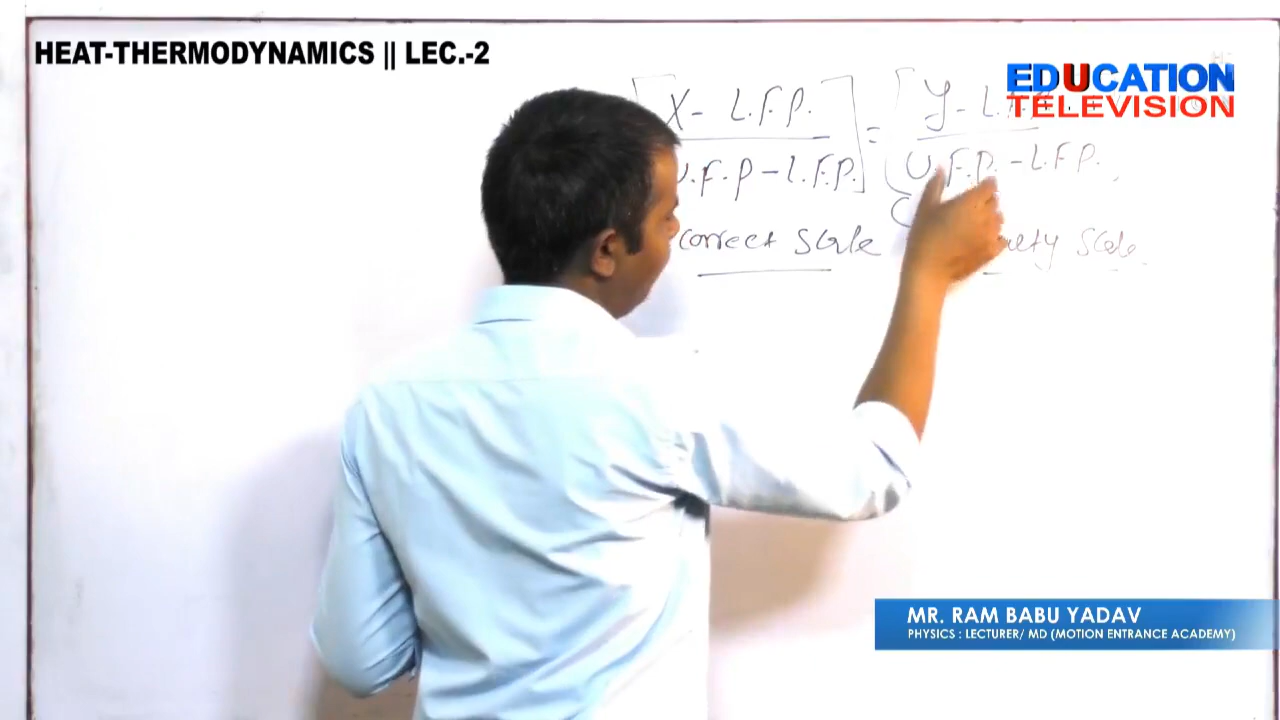 HEAT-THERMODYNAMICS || LEC.-2
EDUCATION
TELEVISION
X - L.F.P. = Y - L.
U.F.P - L.F.P. U.F.P. - L.F.P.
correct Scale Scale
MR. RAM BABU YADAV
PHYSICS : LECTURER/ MD (MOTION ENTRANCE ACADEMY)